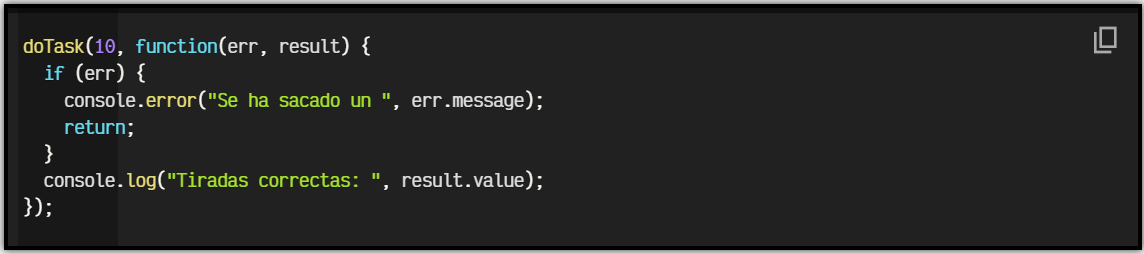 doTask(10, function(err, result) {
  if (err) {
    console.error("Se ha sacado un ", err.message);
    return;
  }
  console.log("Tiradas correctas: ", result.value);
});